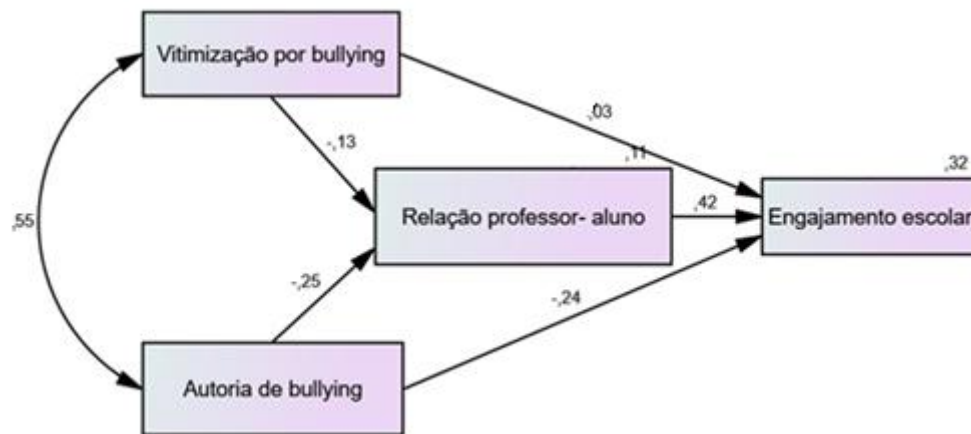 Vitimização por bullying
-,03
-,13
,11
,32
,55
Relação professor- aluno
,42
Engajamento escolar
-,25
-,24
Autoria de bullying